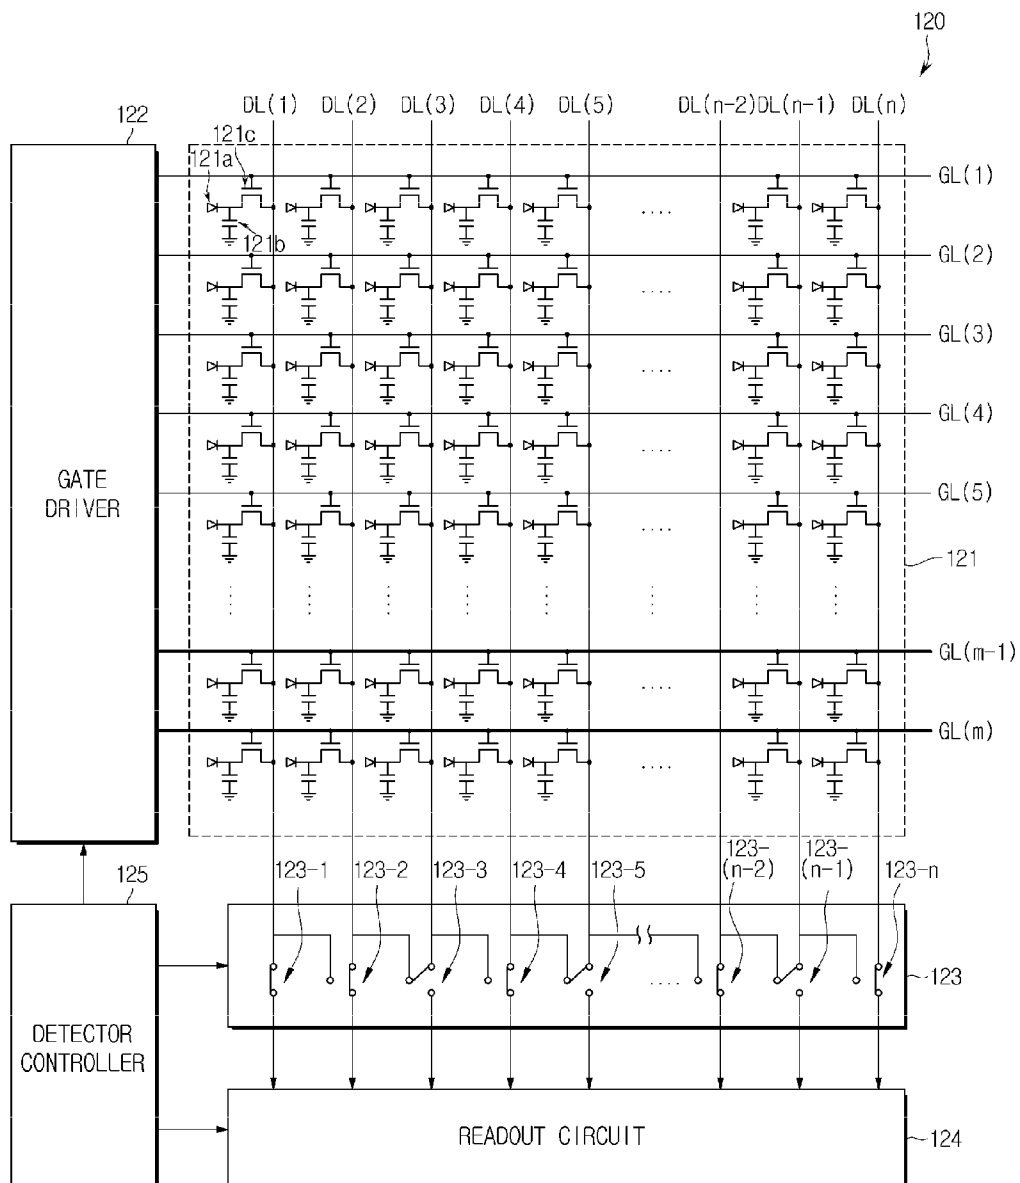 120
DL(1) DL(2) DL(3) DL(4) DL(5) DL(n-2) DL(n-1) DL(n)
122
121c
121a
121b
GL(1)
GL(2)
GL(3)
GL(4)
GL(5)
GATE
DRIVER
121
GL(m-1)
GL(m)
125
123-1 123-2 123-3 123-4 123-5 123-(n-2) 123-(n-1) 123-n
123
DETECTOR
CONTROLLER
READOUT CIRCUIT
124